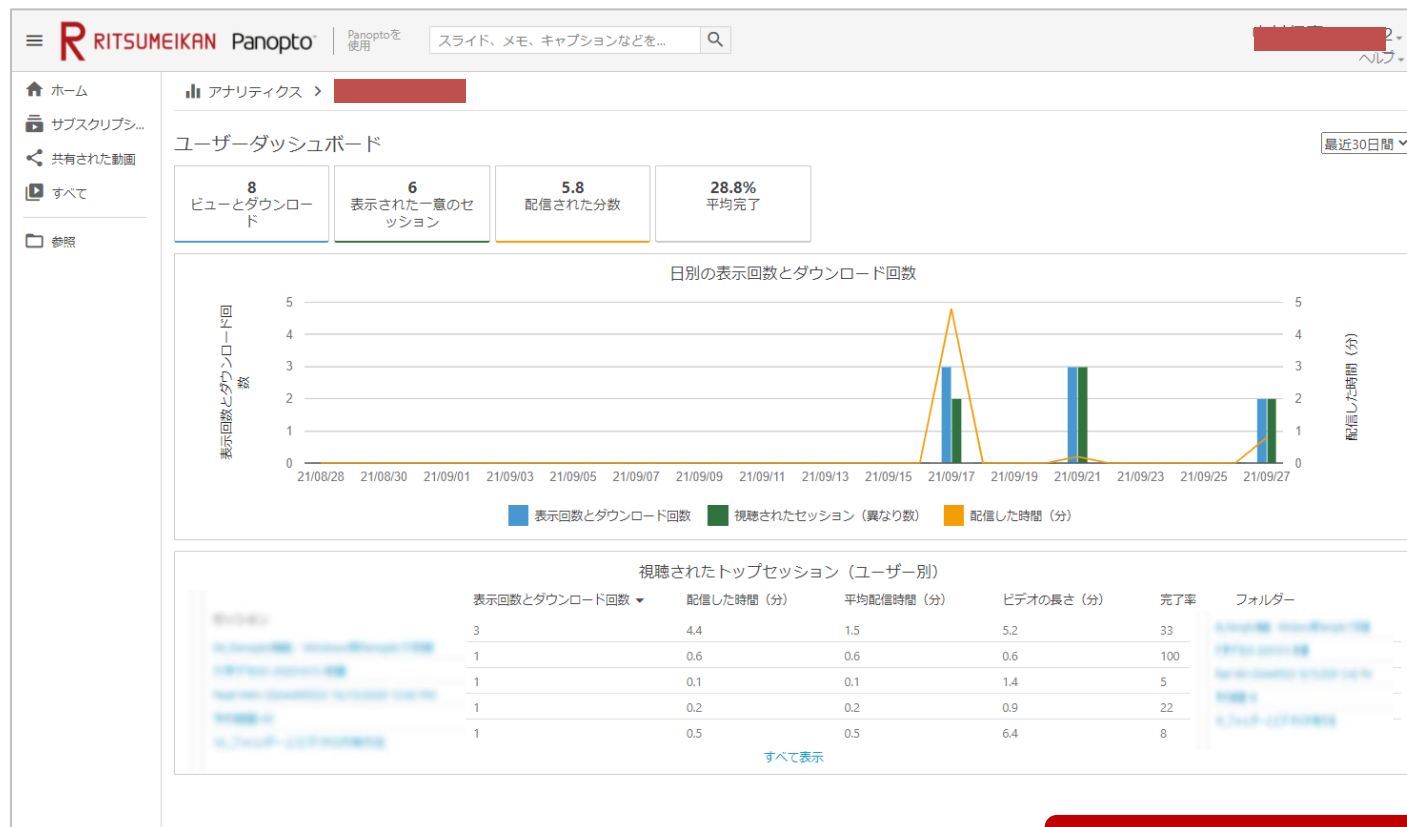 RITSUMEIKAN Panopto
Panoptoを
使用
スライド、メモ、キャプションなどを...
ヘルプ
ホーム
サブスクリプシ...
共有された動画
すべて
参照
アナリティクス >
ユーザーダッシュボード
最近30日間
8
ビューとダウンロー
ド
6
表示された一意のセ
ッション
5.8
配信された分数
28.8%
平均完了
日別の表示回数とダウンロード回数
表示回数とダウンロード回
数
5
4
3
2
1
0
5
4
3
2
1
0
配信した時間（分）
21/08/28 21/08/30 21/09/01 21/09/03 21/09/05 21/09/07 21/09/09 21/09/11 21/09/13 21/09/15 21/09/17 21/09/19 21/09/21 21/09/23 21/09/25 21/09/27
表示回数とダウンロード回数 視聴されたセッション（異なり数） 配信した時間（分）
視聴されたトップセッション（ユーザー別）
表示回数とダウンロード回数 配信した時間（分） 平均配信時間（分） ビデオの長さ（分） 完了率 フォルダー
3 4.4 1.5 5.2 33
1 0.6 0.6 0.6 100
1 0.1 0.1 1.4 5
1 0.2 0.2 0.9 22
1 0.5 0.5 6.4 8
すべて表示